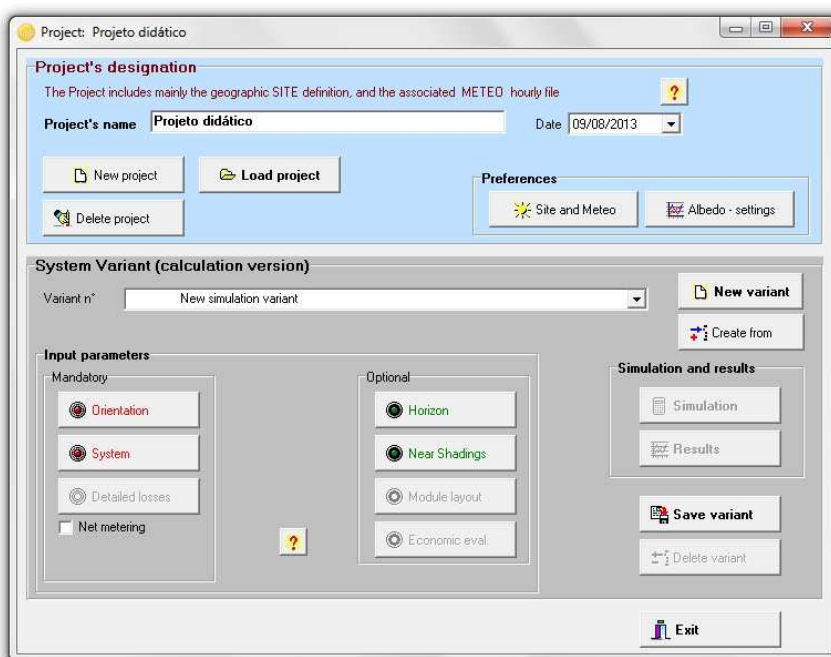 Project: Projeto didático
Project's designation
The Project includes mainly the geographic SITE definition, and the associated METEO hourly file
?
Project's name Projeto didático Date 09/08/2013
New project Load project
Preferences
Delete project Site and Meteo Albedo - settings
System Variant (calculation version)
Variant n° New simulation variant New variant
Create from
Input parameters
Mandatory
Orientation
System
Detailed losses
Net metering
?
Optional
Horizon
Near Shadings
Module layout
Economic eval.
Simulation and results
Simulation
Results
Save variant
Delete variant
Exit